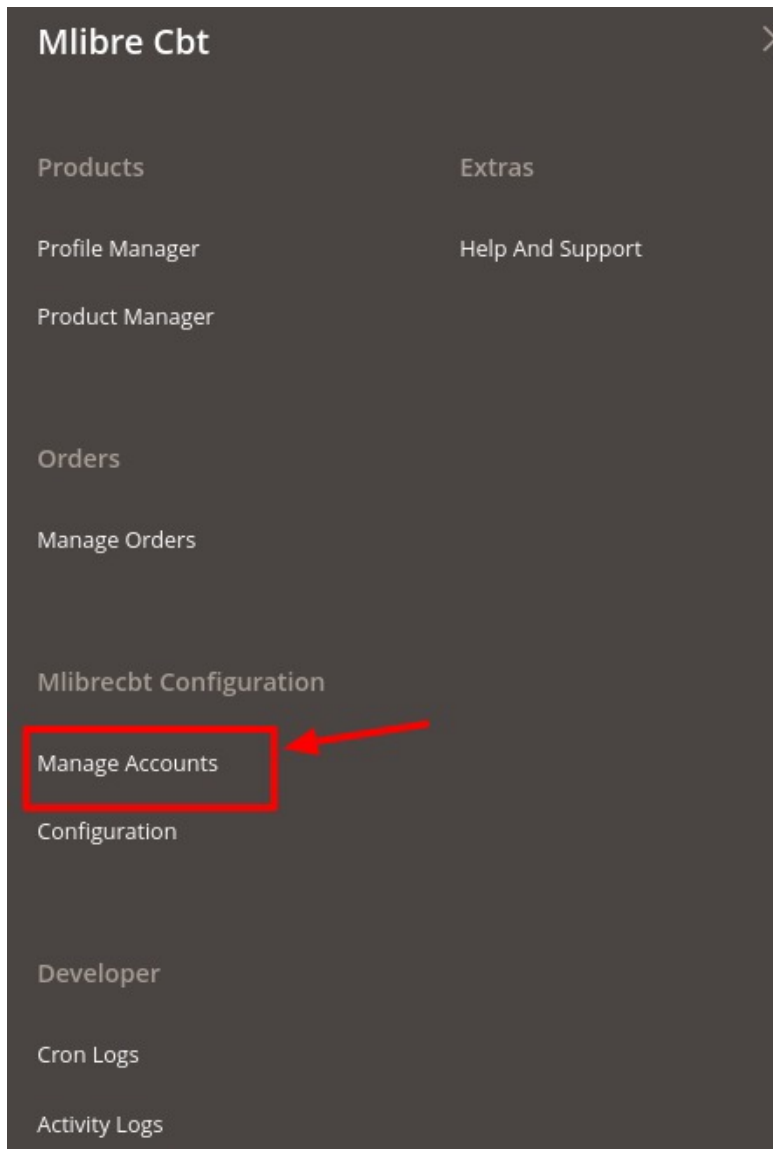 Mlibre Cbt
Products
Profile Manager
Product Manager
Orders
Manage Orders
Mlibrecbt Configuration
Manage Accounts
Configuration
Developer
Cron Logs
Activity Logs
Extras
Help And Support